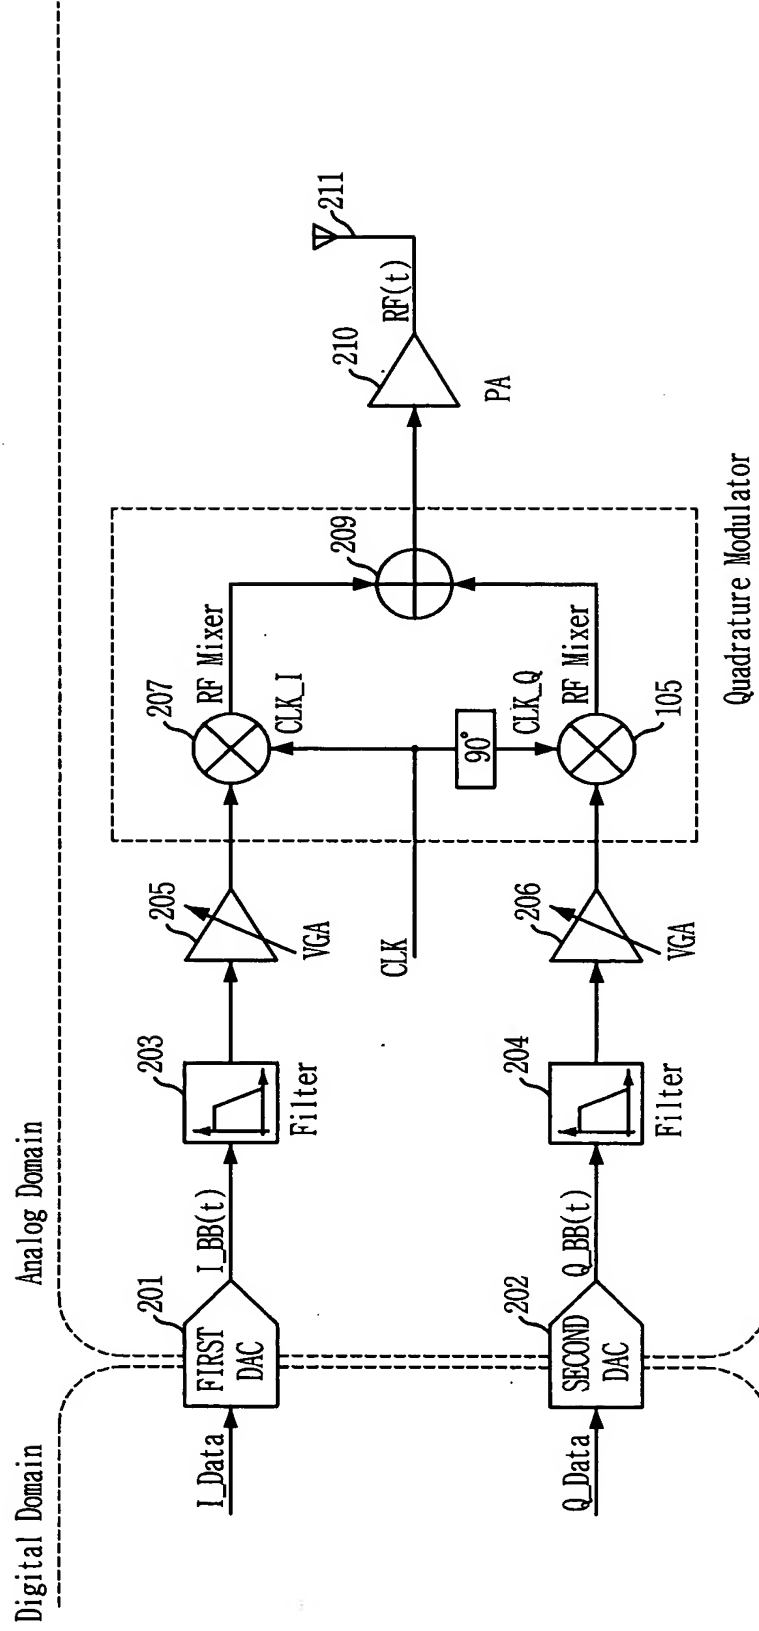 Digital Domain
Analog Domain
I_Data
FIRST
DAC
201
I_BB(t)
203
Filter
205
VGA
207
RF Mixer
CLK_I
CLK
90°
CLK_Q
209
210
PA
RF(t)
211
Q_Data
SECOND
DAC
202
Q_BB(t)
204
Filter
206
VGA
105
RF Mixer
Quadrature Modulator